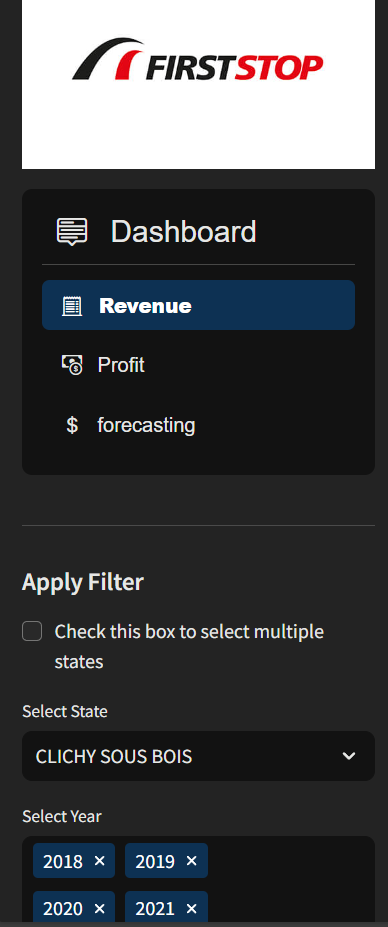 FIRSTSTOP
Dashboard
Revenue
Profit
$ forecasting
Apply Filter
Check this box to select multiple
states
Select State
CLICHY SOUS BOIS
Select Year
2018 × 2019 ×
2020 × 2021 ×